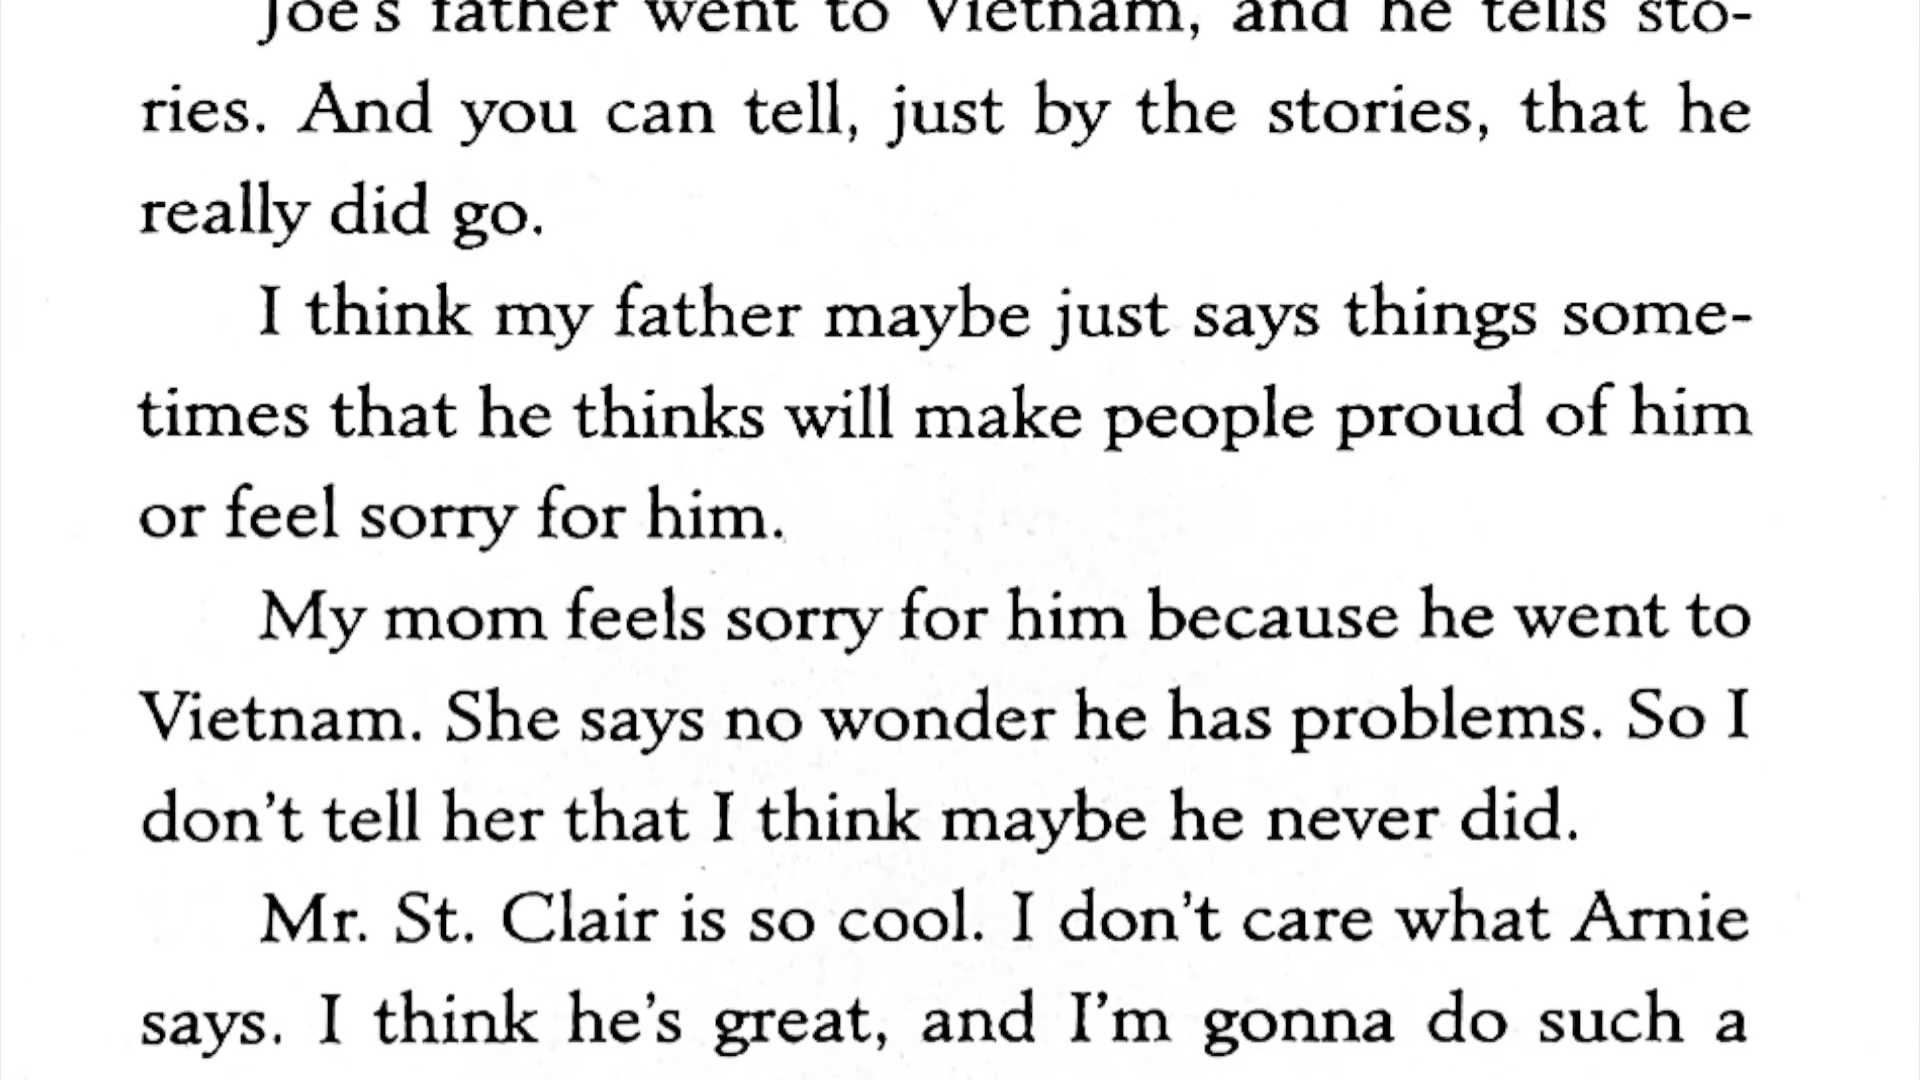 Joe's father went to Vietnam, and he tells sto-
ries. And you can tell, just by the stories, that he
really did go.
I think my father maybe just says things some-
times that he thinks will make people proud of him
or feel sorry for him.
My mom feels sorry for him because he went to
Vietnam. She says no wonder he has problems. So I
don't tell her that I think maybe he never did.
Mr. St. Clair is so cool. I don't care what Arnie
says. I think he's great, and I'm gonna do such a